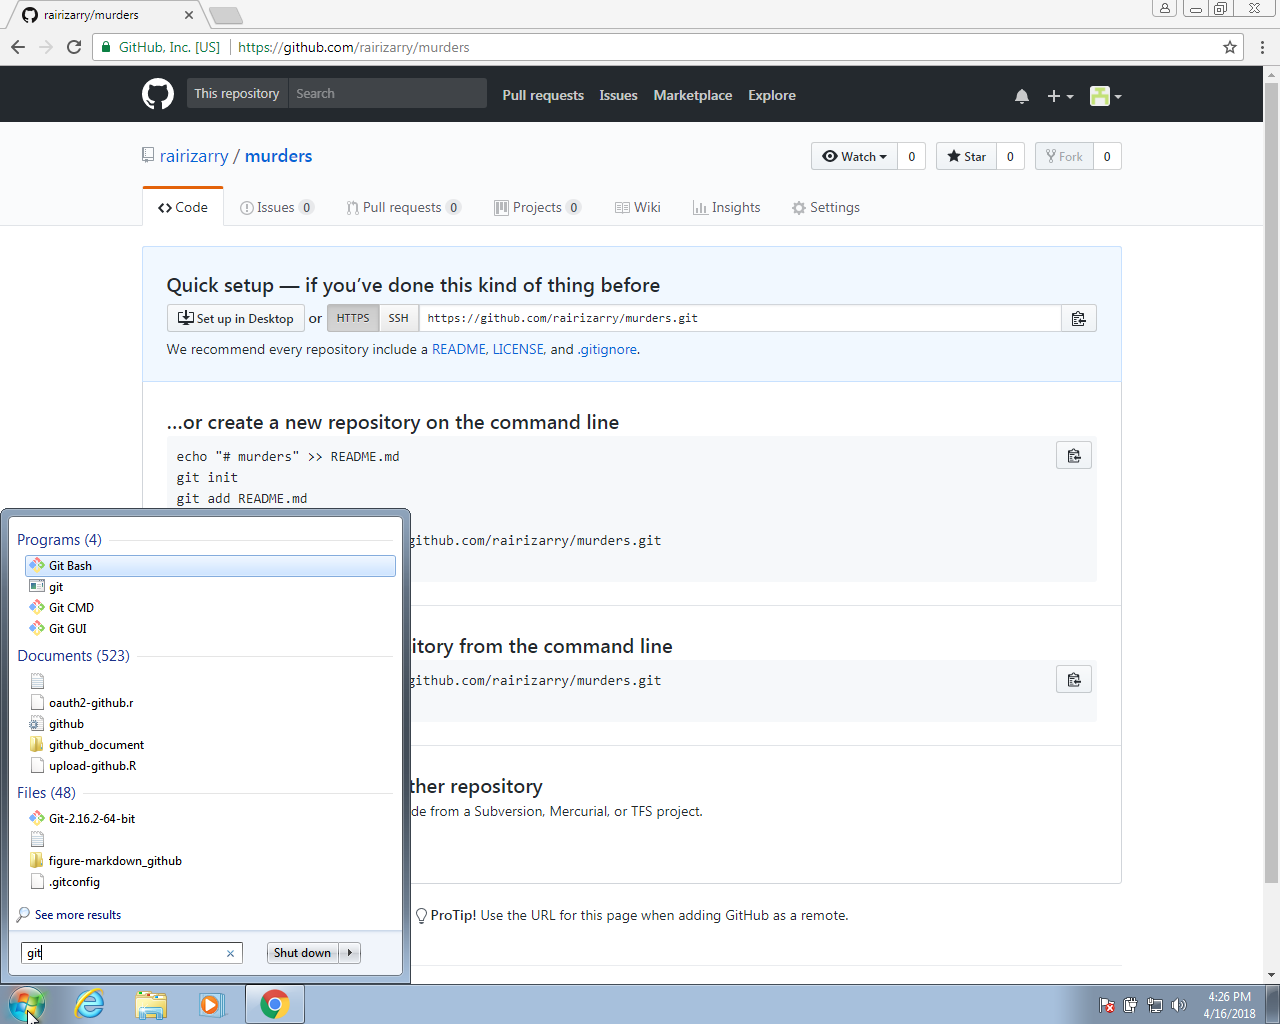 rairizarry/murders
GitHub, Inc. [US] https://github.com/rairizarry/murders
This repository Search Pull requests Issues Marketplace Explore
rairizarry / murders
Watch 0 Star 0 Fork 0
Code Issues 0 Pull requests 0 Projects 0 Wiki Insights Settings
Quick setup — if you’ve done this kind of thing before
Set up in Desktop or HTTPS SSH https://github.com/rairizarry/murders.git
We recommend every repository include a README, LICENSE, and .gitignore.
…or create a new repository on the command line
echo "# murders" >> README.md
git init
git add README.md
github.com/rairizarry/murders.git
itory from the command line
github.com/rairizarry/murders.git
ther repository
de from a Subversion, Mercurial, or TFS project.
ProTip! Use the URL for this page when adding GitHub as a remote.
Programs (4)
Git Bash
git
Git CMD
Git GUI
Documents (523)
oauth2-github.r
github
github_document
upload-github.R
Files (48)
Git-2.16.2-64-bit
figure-markdown_github
.gitconfig
See more results
git
Shut down
4:26 PM
4/16/2018